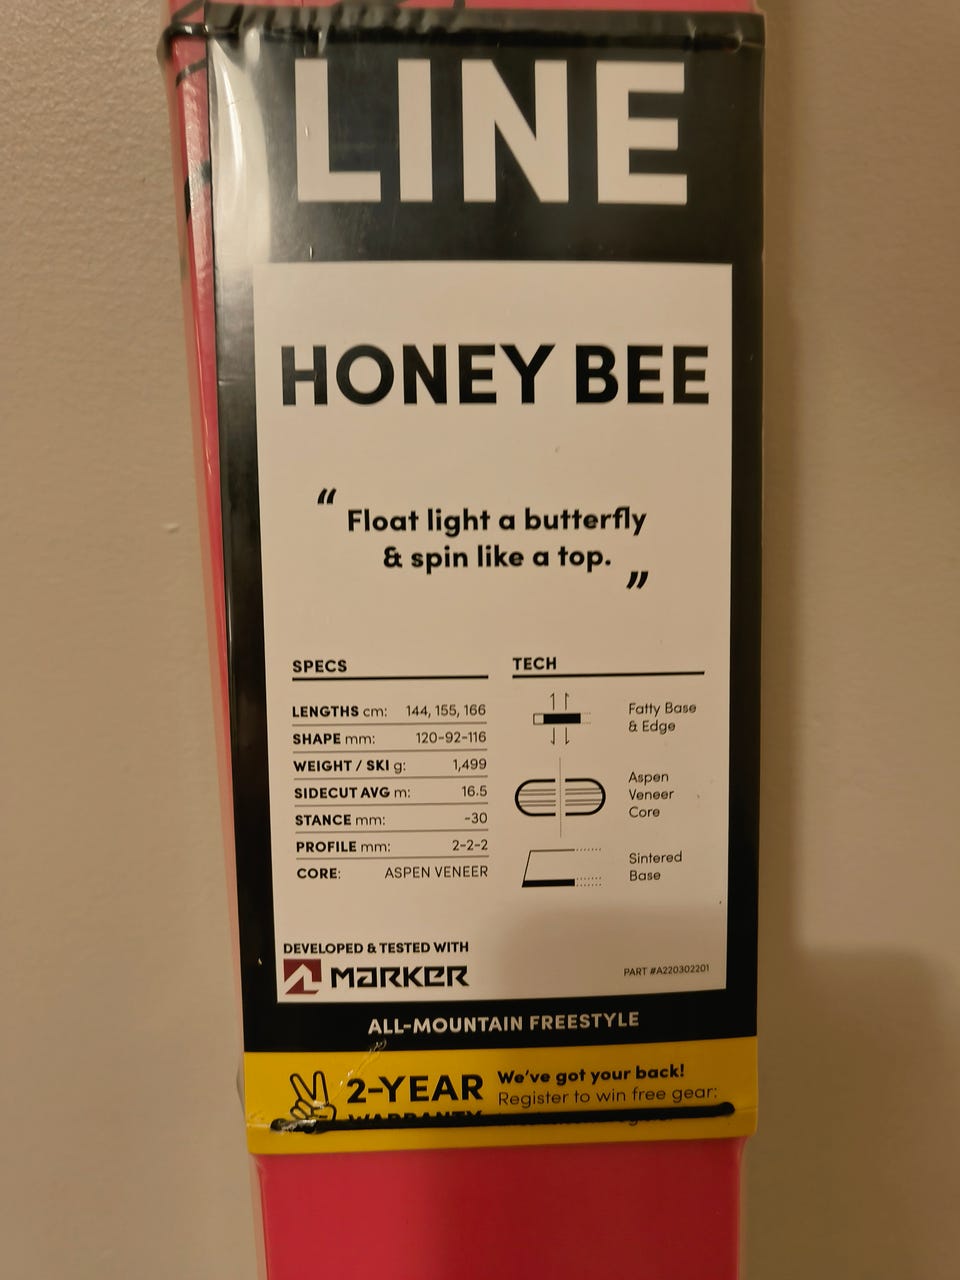 LINE
HONEY BEE
“ Float light a butterfly
& spin like a top. ”
SPECS
LENGTHS cm: 144, 155, 166
SHAPE mm: 120-92-116
WEIGHT / SKI g: 1,499
SIDECUT AVG m: 16.5
STANCE mm: -30
PROFILE mm: 2-2-2
CORE: ASPEN VENEER
TECH
Fatty Base
& Edge
Aspen
Veneer
Core
Sintered
Base
DEVELOPED & TESTED WITH
MARKER
PART #A220302201
ALL-MOUNTAIN FREESTYLE
2-YEAR
WARRANTY
We've got your back!
Register to win free gear: